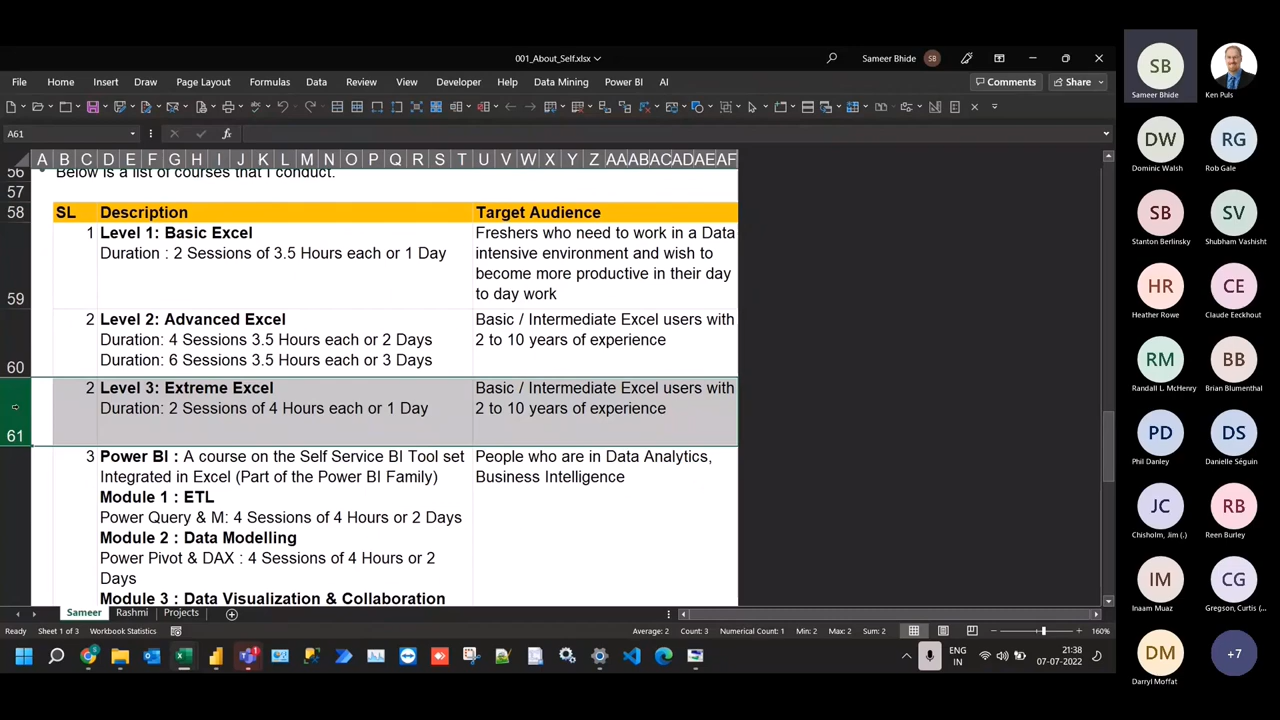 001_About_Self.xlsx
Sameer Bhide SB
File Home Insert Draw Page Layout Formulas Data Review View Developer Help Data Mining Power BI AI Comments Share
A61 fx
A B C D E F G H I J K L M N O P Q R S T U V W X Y Z AA AB AC AD AE AF
56 Below is a list of courses that I conduct.
57
58 SL Description Target Audience
1 Level 1: Basic Excel Freshers who need to work in a Data
Duration : 2 Sessions of 3.5 Hours each or 1 Day intensive environment and wish to
become more productive in their day
59 to day work
2 Level 2: Advanced Excel Basic / Intermediate Excel users with
Duration: 4 Sessions 3.5 Hours each or 2 Days 2 to 10 years of experience
60 Duration: 6 Sessions 3.5 Hours each or 3 Days
2 Level 3: Extreme Excel Basic / Intermediate Excel users with
Duration: 2 Sessions of 4 Hours each or 1 Day 2 to 10 years of experience
61
3 Power BI : A course on the Self Service BI Tool set People who are in Data Analytics,
Integrated in Excel (Part of the Power BI Family) Business Intelligence
Module 1 : ETL
Power Query & M: 4 Sessions of 4 Hours or 2 Days
Module 2 : Data Modelling
Power Pivot & DAX : 4 Sessions of 4 Hours or 2
Days
Module 3 : Data Visualization & Collaboration
Sameer Rashmi Projects
Ready Sheet 1 of 3 Workbook Statistics Average: 2 Count: 3 Numerical Count: 1 Min: 2 Max: 2 Sum: 2 160%
ENG
IN
21:38
07-07-2022
SB
Sameer Bhide Ken Puls
DW RG
Dominic Walsh Rob Gale
SB SV
Stanton Berlinsky Shubham Vashisht
HR CE
Heather Rowe Claude Eeckhout
RM BB
Randall L. McHenry Brian Blumenthal
PD DS
Phil Danley Danielle Séguin
JC RB
Chisholm, Jim (.) Reen Burley
IM CG
Inaam Muaz Gregson, Curtis (...
DM +7
Darryl Moffat